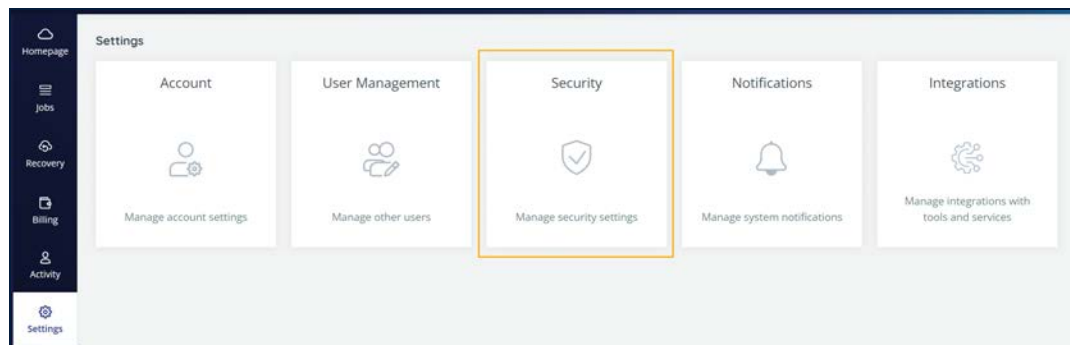 Homepage
Jobs
Recovery
Billing
Activity
Settings
Settings
Account
Manage account settings
User Management
Manage other users
Security
Manage security settings
Notifications
Manage system notifications
Integrations
Manage integrations with
tools and services